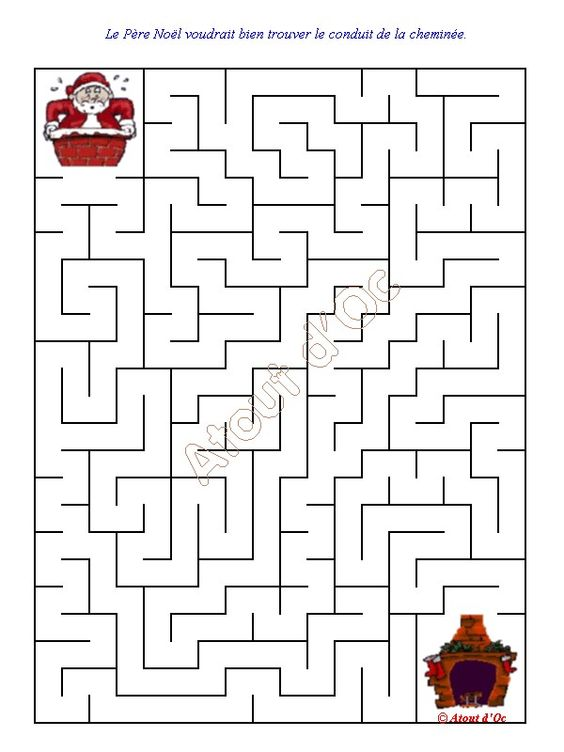 Le Père Noël voudrait bien trouver le conduit de la cheminée.
Atout d'Oc
© Atout d'Oc